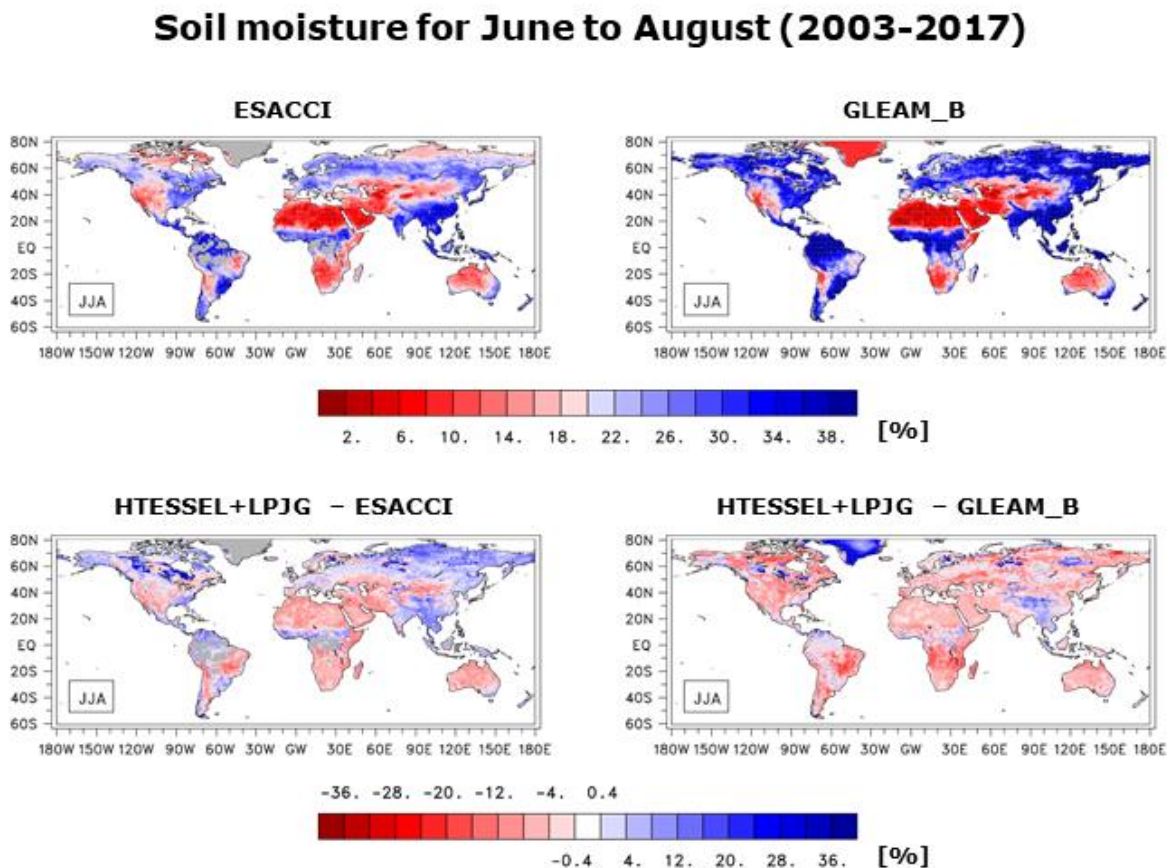 Soil moisture for June to August (2003-2017)
ESACCI
80N
60N
40N
20N
EQ
20S
40S
60S
JJA
180W 150W 120W 90W 60W 30W GW 30E 60E 90E 120E 150E 180E
GLEAM_B
80N
60N
40N
20N
EQ
20S
40S
60S
JJA
180W 150W 120W 90W 60W 30W GW 30E 60E 90E 120E 150E 180E
2. 6. 10. 14. 18. 22. 26. 30. 34. 38. [%]
HTESSEL+LPJG – ESACCI
80N
60N
40N
20N
EQ
20S
40S
60S
JJA
180W 150W 120W 90W 60W 30W GW 30E 60E 90E 120E 150E 180E
HTESSEL+LPJG – GLEAM_B
80N
60N
40N
20N
EQ
20S
40S
60S
JJA
180W 150W 120W 90W 60W 30W GW 30E 60E 90E 120E 150E 180E
-36. -28. -20. -12. -4. 0.4
-0.4 4. 12. 20. 28. 36. [%]